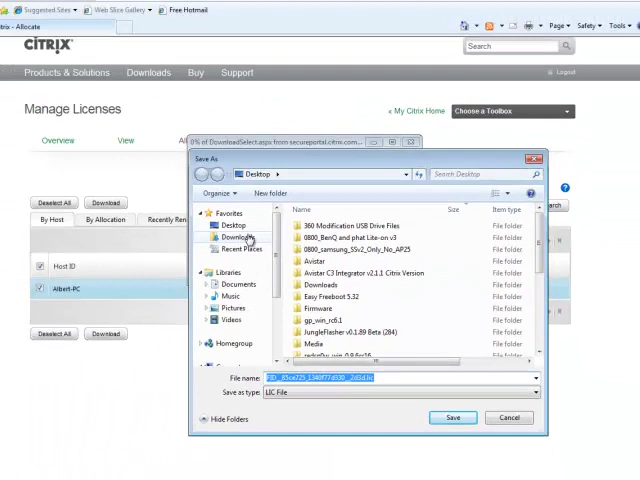 Suggested Sites
Web Slice Gallery
Free Hotmail
trix - Allocate
Page
Safety
Tools
CITRIX
Search
Products & Solutions
Downloads
Buy
Support
Logout
Manage Licenses
« My Citrix Home
Choose a Toolbox
Overview
View
Al
0% of DownloadSelect.aspx from secureportal.citrix.com...
Save As
Desktop
Search Desktop
Organize
New folder
Deselect All
Download
arch
By Host
By Allocation
Recently Ren
Host ID
Albert-PC
Deselect All
Download
Favorites
Desktop
Downloads
Recent Places
Libraries
Documents
Music
Pictures
Videos
Homegroup
Name
Size
Item type
360 Modification USB Drive Files
File folder
0800_BenQ and phat Lite-on v3
File folder
0800_samsung_SSv2_Only_No_AP25
File folder
Avistar
File folder
Avistar C3 Integrator v2.1.1 Citrix Version
File folder
Downloads
File folder
Easy Freeboot 5.32
File folder
Firmware
File folder
gp_win_rc6.1
File folder
JungleFlasher v0.1.89 Beta (284)
File folder
Media
File folder
File folder
File name:
Save as type:
LIC File
Hide Folders
Save
Cancel